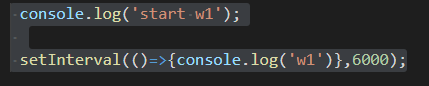 console.log('start w1');
setInterval(()=>{console.log('w1')},6000);